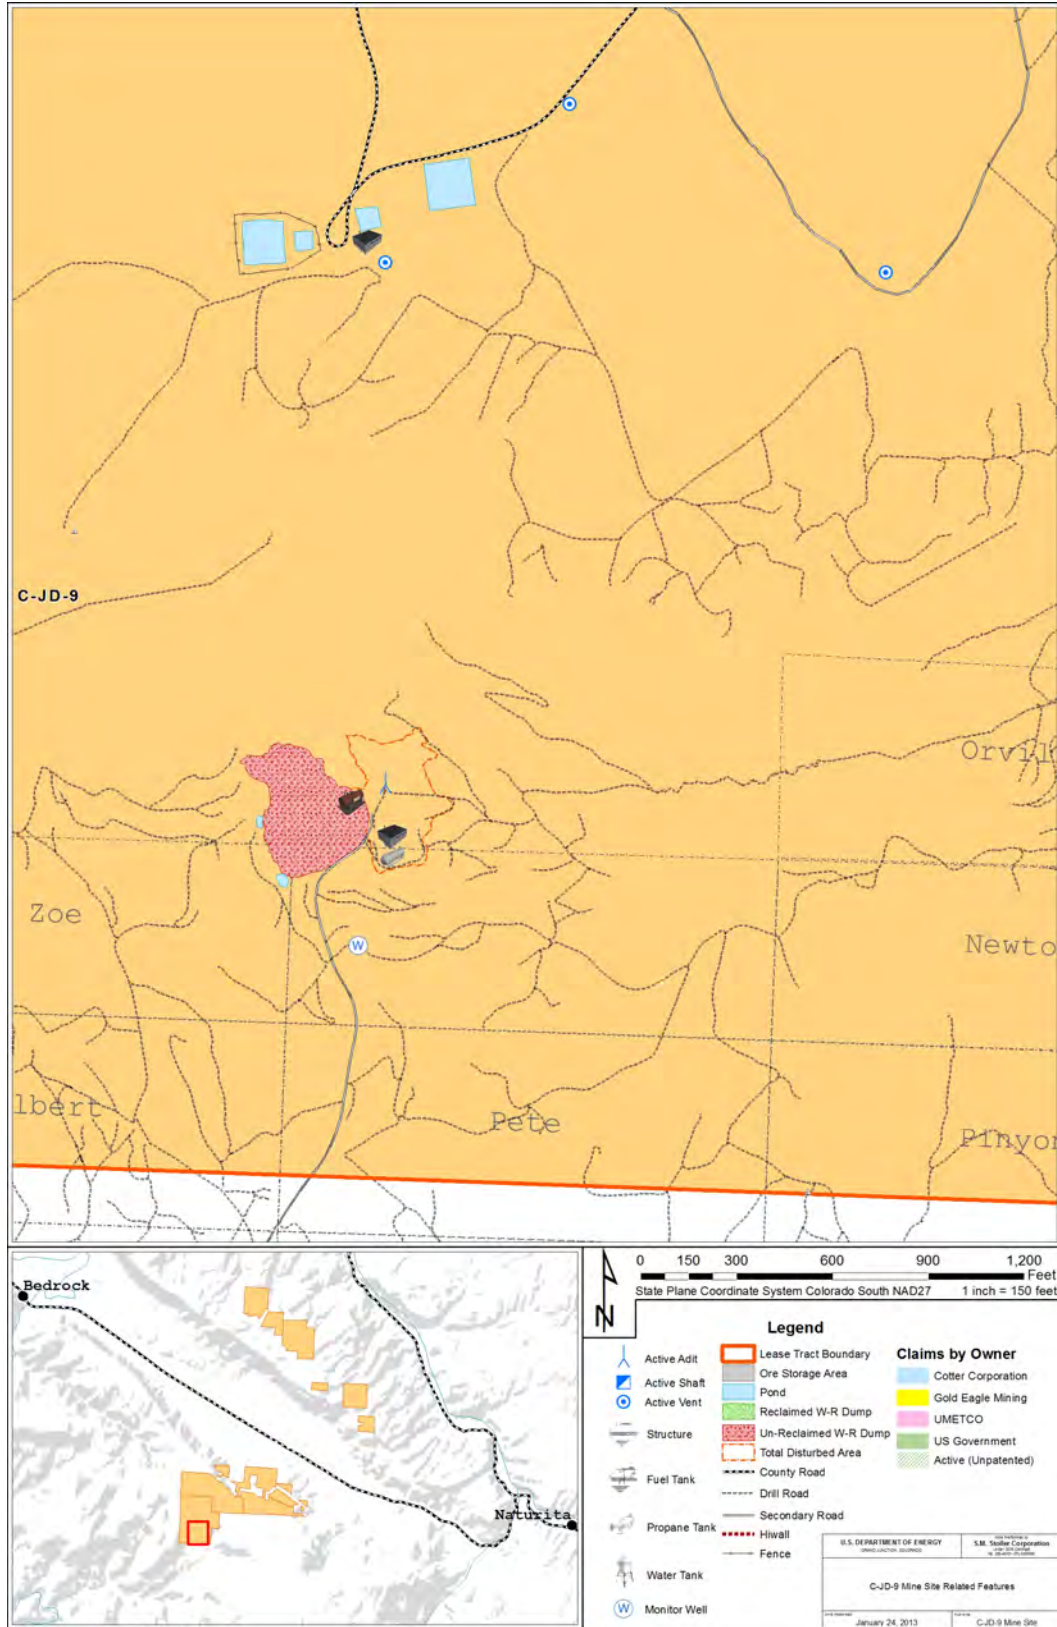 C-JD-9
Orvil
Zoe
Newto
lbert
Pete
Pinyon
Bedrock
Naturita
0 150 300 600 900 1,200
Feet
State Plane Coordinate System Colorado South NAD27 1 inch = 150 feet
N
Legend
Active Adit
Active Shaft
Active Vent
Structure
Fuel Tank
Propane Tank
Water Tank
W Monitor Well
Lease Tract Boundary
Ore Storage Area
Pond
Reclaimed W-R Dump
Un-Reclaimed W-R Dump
Total Disturbed Area
County Road
Drill Road
Secondary Road
Hiwall
Fence
Claims by Owner
Cotter Corporation
Gold Eagle Mining
UMETCO
US Government
Active (Unpatented)
U.S. DEPARTMENT OF ENERGY
GRAND JUNCTION, COLORADO
S.M. Stoller Corporation
C-JD-9 Mine Site Related Features
January 24, 2013
C-JD-9 Mine Site
W